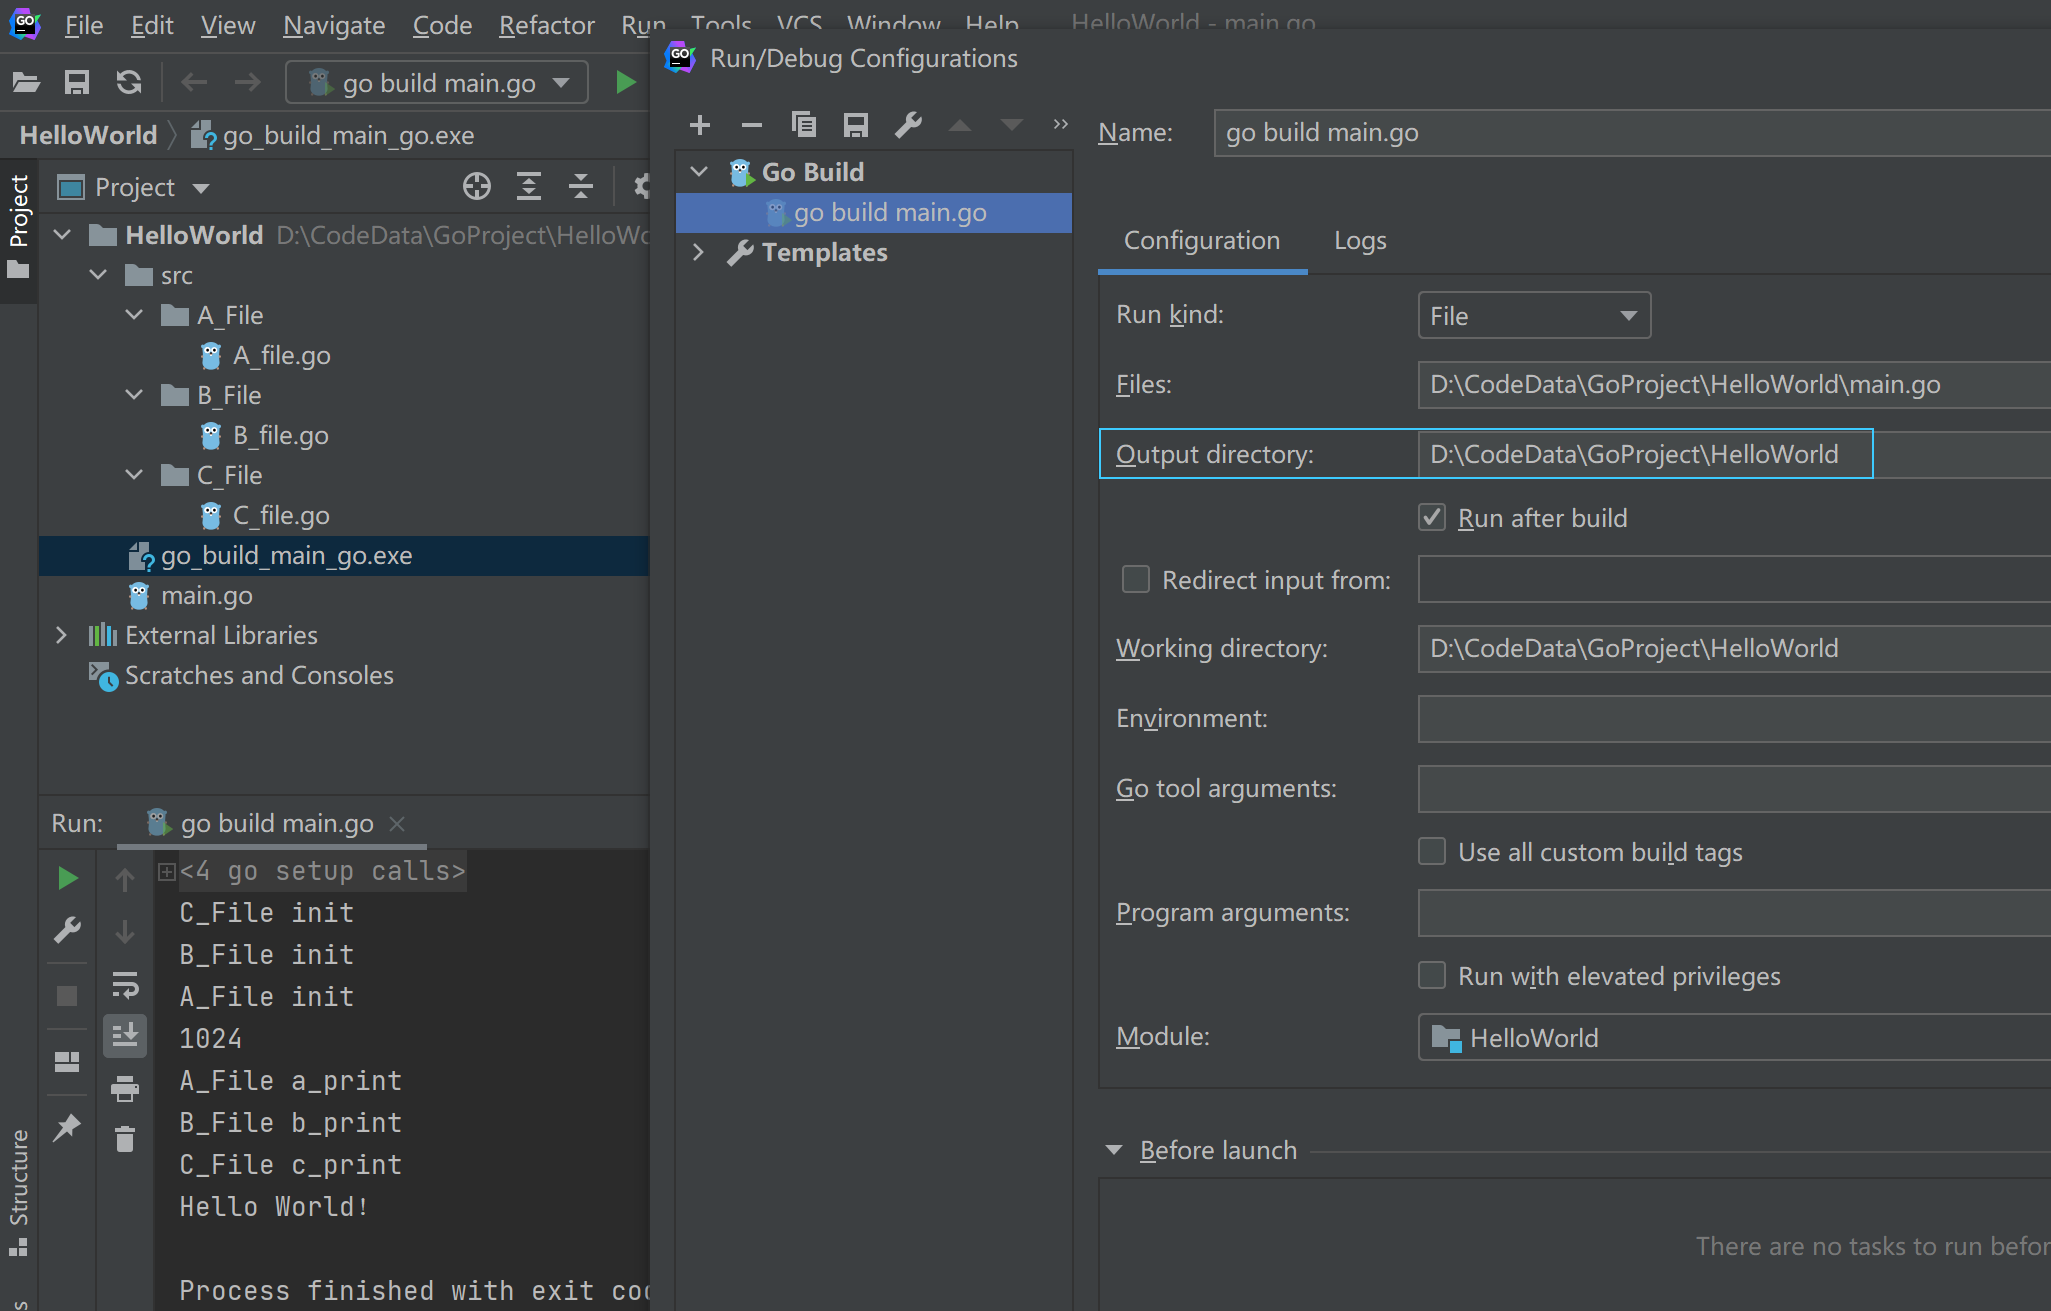 File Edit View Navigate Code Refactor Run Tools VCS Window Help HelloWorld - main.go
go build main.go
HelloWorld go_build_main_go.exe
Project
Project
HelloWorld D:\CodeData\GoProject\HelloWo
src
A_File
A_file.go
B_File
B_file.go
C_File
C_file.go
go_build_main_go.exe
main.go
External Libraries
Scratches and Consoles
Run: go build main.go
<4 go setup calls>
C_File init
B_File init
A_File init
1024
A_File a_print
B_File b_print
C_File c_print
Hello World!
Process finished with exit co
Structure
Run/Debug Configurations
Go Build
go build main.go
Templates
Name: go build main.go
Configuration Logs
Run kind: File
Files: D:\CodeData\GoProject\HelloWorld\main.go
Output directory: D:\CodeData\GoProject\HelloWorld
Run after build
Redirect input from:
Working directory: D:\CodeData\GoProject\HelloWorld
Environment:
Go tool arguments:
Use all custom build tags
Program arguments:
Run with elevated privileges
Module: HelloWorld
Before launch
There are no tasks to run befor